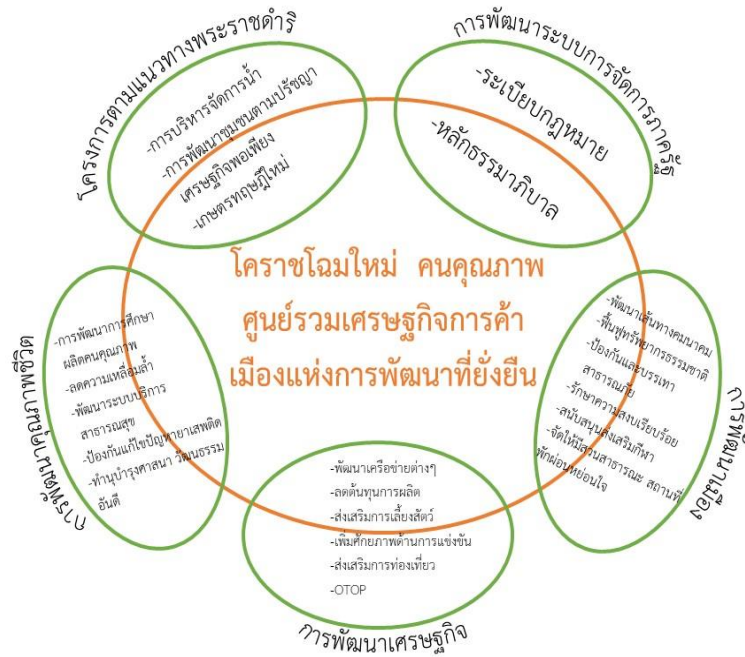 โครงการตามแนวทางพระราชดำริ
-การบริหารจัดการน้ำ
-การพัฒนาชุมชนตามปรัชญา
เศรษฐกิจพอเพียง
-เกษตรทฤษฎีใหม่
การพัฒนาระบบการจัดการภาครัฐ
-ระเบียบกฎหมาย
-หลักธรรมาภิบาล
โคราชโฉมใหม่ คนคุณภาพ
ศูนย์รวมเศรษฐกิจการค้า
เมืองแห่งการพัฒนาที่ยั่งยืน
การพัฒนาคุณภาพชีวิต
-การพัฒนาการศึกษา
ผลิตคนคุณภาพ
-ลดความเหลื่อมล้ำ
-พัฒนาระบบบริการ
สาธารณสุข
-ป้องกันแก้ไขปัญหายาเสพติด
-ทำนุบำรุงศาสนา วัฒนธรรม
อันดี
การพัฒนาเมือง
-พัฒนาเส้นทางคมนาคม
-ฟื้นฟูทรัพยากรธรรมชาติ
-ป้องกันและบรรเทา
สาธารณภัย
-รักษาความสงบเรียบร้อย
-สนับสนุนส่งเสริมกีฬา
-จัดให้มีสวนสาธารณะ สถานที่
พักผ่อนหย่อนใจ
-พัฒนาเครือข่ายต่างๆ
-ลดต้นทุนการผลิต
-ส่งเสริมการเลี้ยงสัตว์
-เพิ่มศักยภาพด้านการแข่งขัน
-ส่งเสริมการท่องเที่ยว
-OTOP
การพัฒนาเศรษฐกิจ